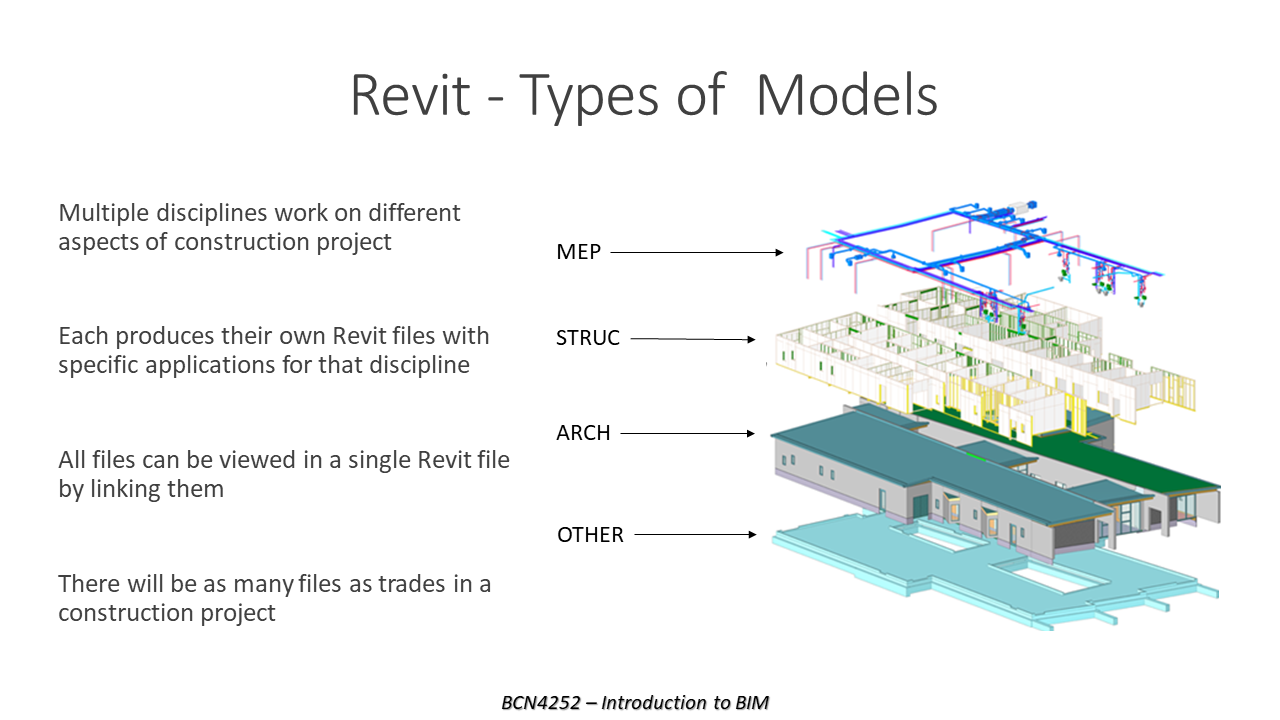 Revit - Types of  Models
Multiple disciplines work on different
aspects of construction project
Each produces their own Revit files with
specific applications for that discipline
All files can be viewed in a single Revit file
by linking them
There will be as many files as trades in a
construction project
MEP
STRUC
ARCH
OTHER
BCN4252 – Introduction to BIM